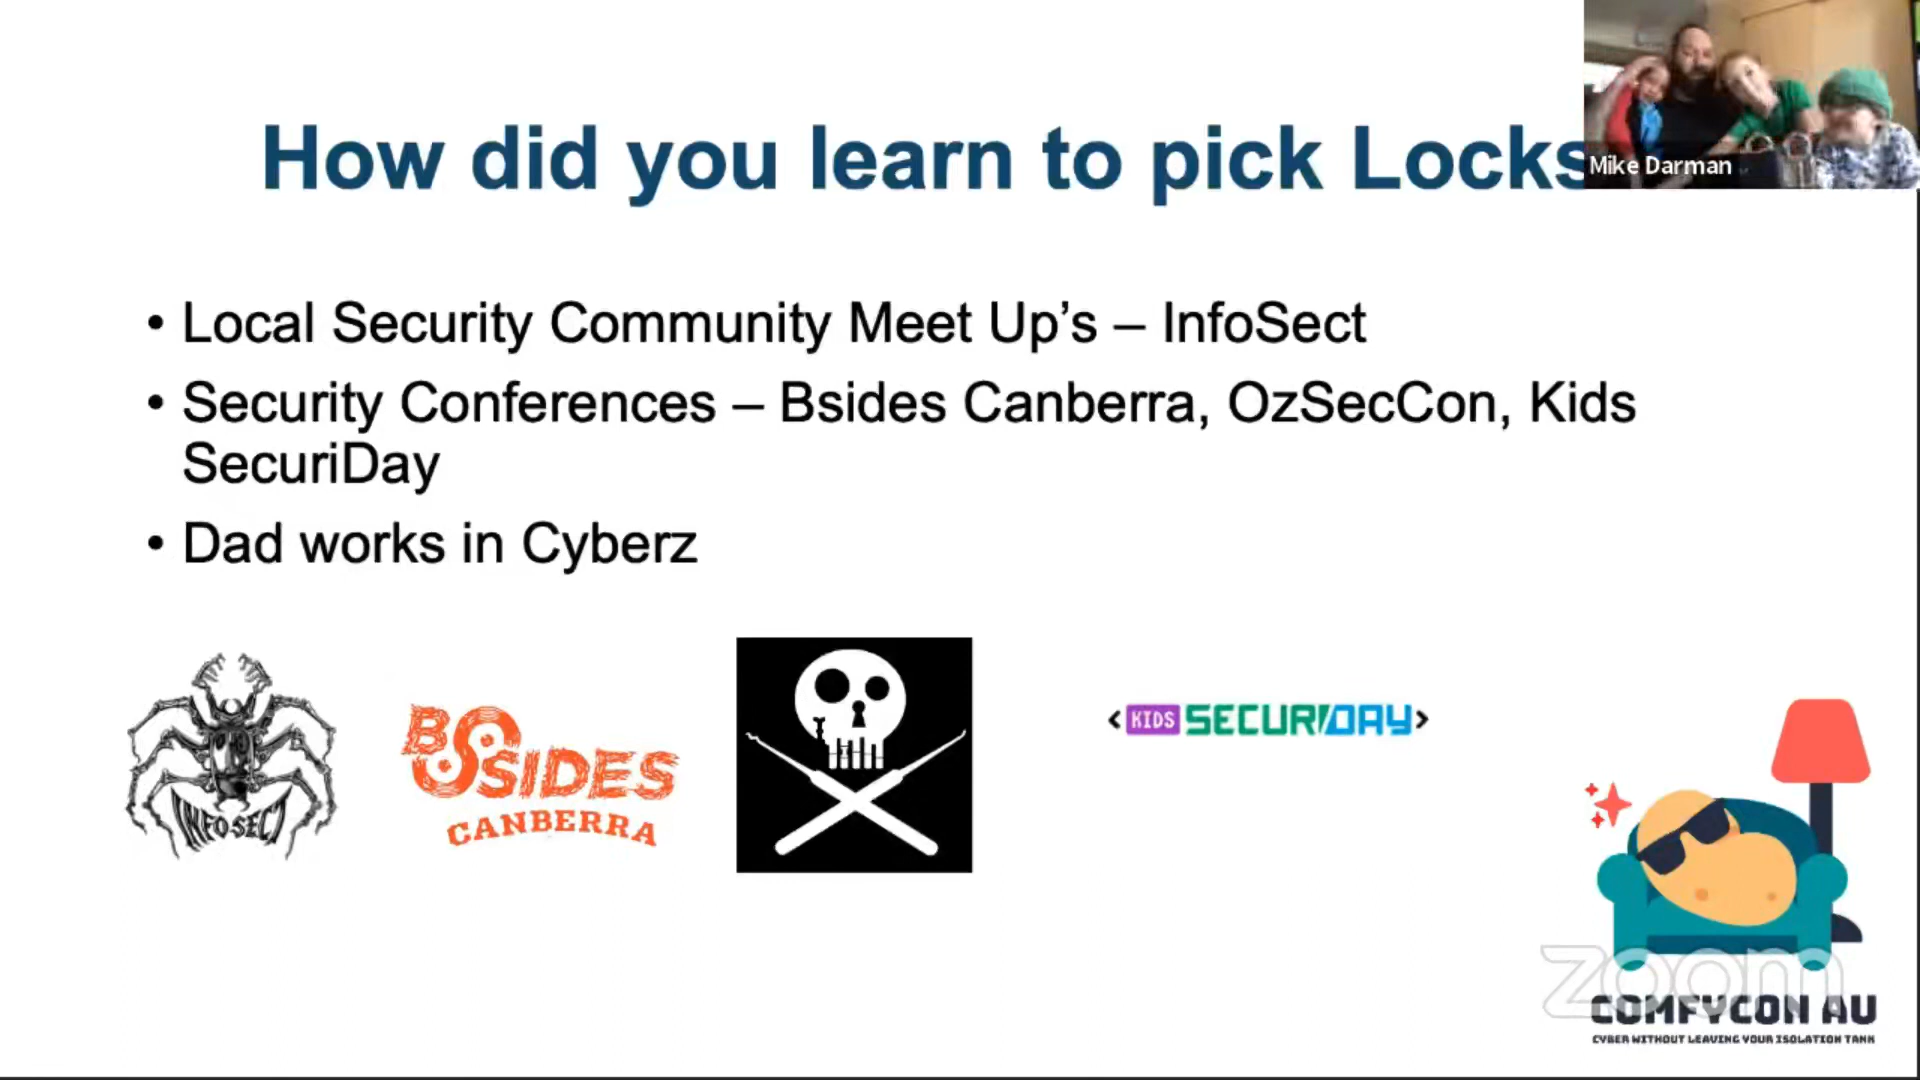 How did you learn to pick Locks
Mike Darman
• Local Security Community Meet Up’s – InfoSect
• Security Conferences – Bsides Canberra, OzSecCon, Kids
SecuriDay
• Dad works in Cyberz
INFOSECT
BSIDES
CANBERRA
<KIDS SECURIDAY>
zoom
COMFYCON AU
CYBER WITHOUT LEAVING YOUR ISOLATION TANK